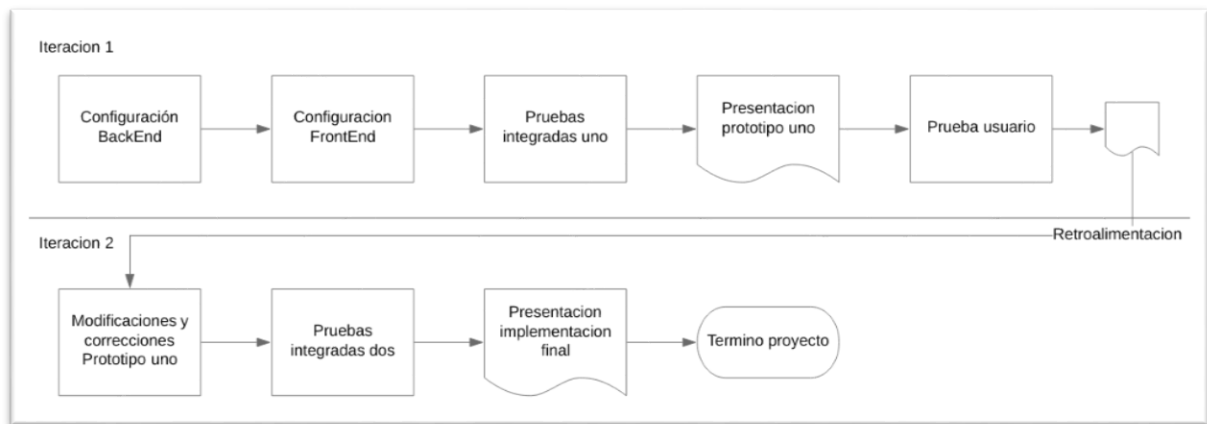 Iteracion 1
Configuración
BackEnd
Configuracion
FrontEnd
Pruebas
integradas uno
Presentacion
prototipo uno
Prueba usuario
Retroalimentacion
Iteracion 2
Modificaciones y
correcciones
Prototipo uno
Pruebas
integradas dos
Presentacion
implementacion
final
Termino proyecto